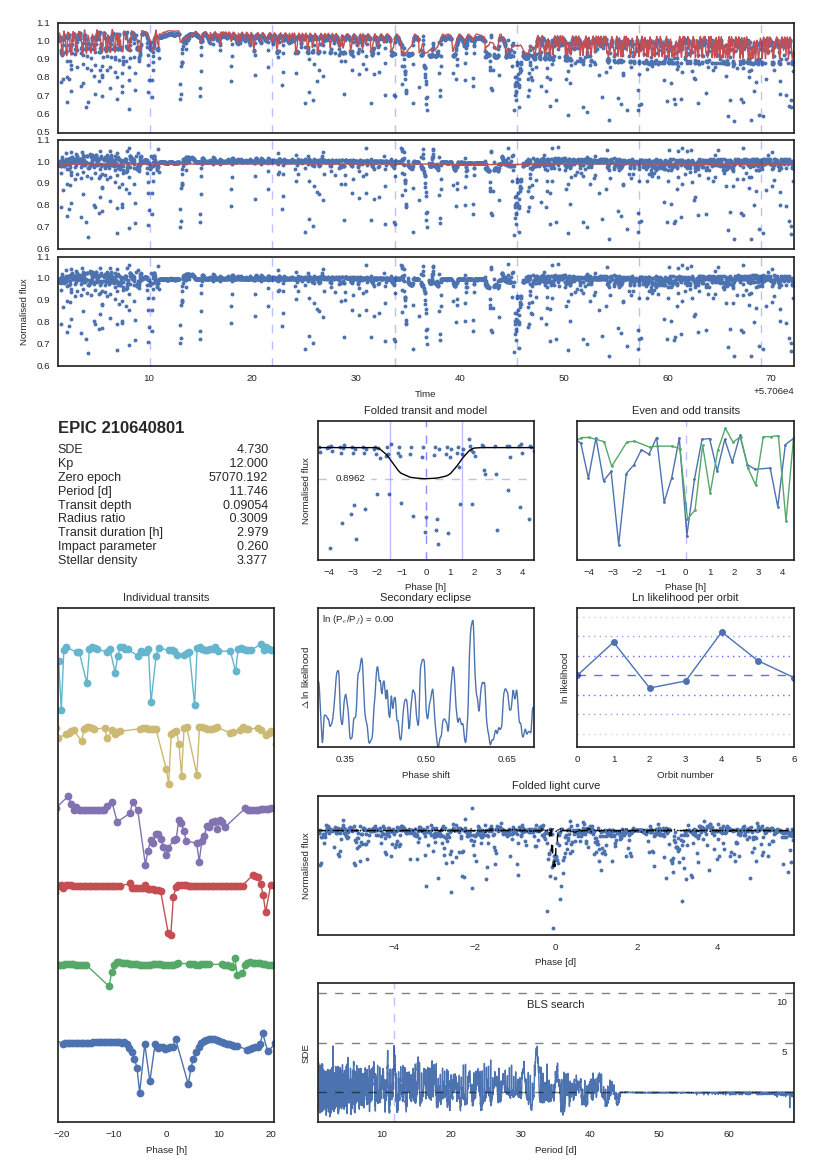 1.1
1.0
0.9
0.8
0.7
0.6
0.5
1.1
1.0
0.9
0.8
0.7
0.6
1.1
1.0
0.9
0.8
0.7
0.6
Normalised flux
10 20 30 40 50 60 70
+5.706e4
Time
EPIC 210640801
SDE 4.730
Kp 12.000
Zero epoch 57070.192
Period [d] 11.746
Transit depth 0.09054
Radius ratio 0.3009
Transit duration [h] 2.979
Impact parameter 0.260
Stellar density 3.377
Folded transit and model
Normalised flux
0.8962
−4 −3 −2 −1 0 1 2 3 4
Phase [h]
Even and odd transits
−4 −3 −2 −1 0 1 2 3 4
Phase [h]
Individual transits
−20 −10 0 10 20
Phase [h]
Secondary eclipse
ln (Pₑ/P𝑓) = 0.00
Δ ln likelihood
0.35 0.50 0.65
Phase shift
Ln likelihood per orbit
ln likelihood
0 1 2 3 4 5 6
Orbit number
Folded light curve
Normalised flux
−4 −2 0 2 4
Phase [d]
BLS search
10
5
SDE
10 20 30 40 50 60
Period [d]